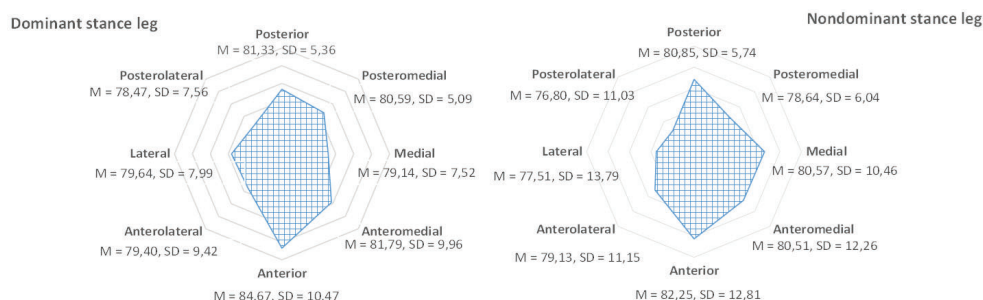 Dominant stance leg
Posterior
M = 81,33, SD = 5,36
Posterolateral
M = 78,47, SD = 7,56
Posteromedial
M = 80,59, SD = 5,09
Lateral
M = 79,64, SD = 7,99
Medial
M = 79,14, SD = 7,52
Anterolateral
M = 79,40, SD = 9,42
Anteromedial
M = 81,79, SD = 9,96
Anterior
M = 84,67, SD = 10,47
Nondominant stance leg
Posterior
M = 80,85, SD = 5,74
Posterolateral
M = 76,80, SD = 11,03
Posteromedial
M = 78,64, SD = 6,04
Lateral
M = 77,51, SD = 13,79
Medial
M = 80,57, SD = 10,46
Anterolateral
M = 79,13, SD = 11,15
Anteromedial
M = 80,51, SD = 12,26
Anterior
M = 82,25, SD = 12,81